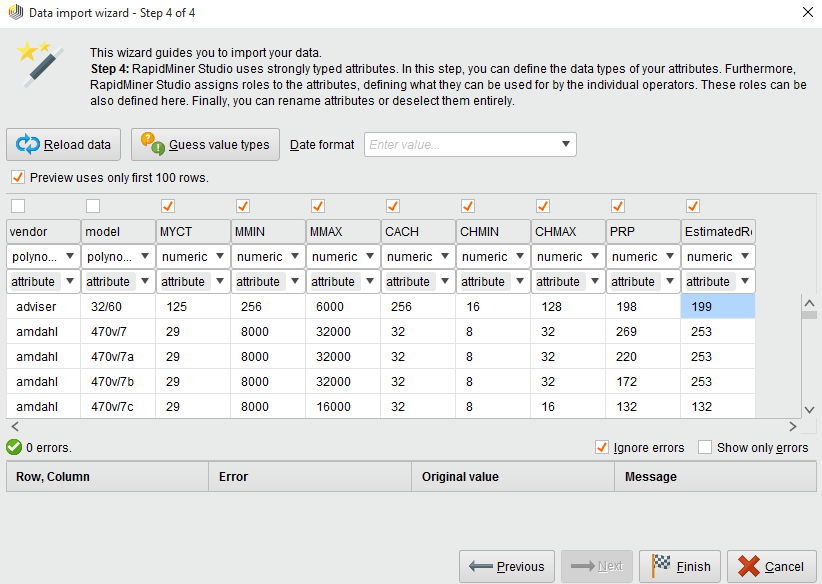 Data import wizard - Step 4 of 4
This wizard guides you to import your data.
Step 4: RapidMiner Studio uses strongly typed attributes. In this step, you can define the data types of your attributes. Furthermore,
RapidMiner Studio assigns roles to the attributes, defining what they can be used for by the individual operators. These roles can be
also defined here. Finally, you can rename attributes or deselect them entirely.
Reload data Guess value types Date format Enter value...
Preview uses only first 100 rows.
vendor model MYCT MMIN MMAX CACH CHMIN CHMAX PRP EstimatedRe
polyno... polyno... numeric numeric numeric numeric numeric numeric numeric numeric
attribute attribute attribute attribute attribute attribute attribute attribute attribute attribute
adviser 32/60 125 256 6000 256 16 128 198 199
amdahl 470v/7 29 8000 32000 32 8 32 269 253
amdahl 470v/7a 29 8000 32000 32 8 32 220 253
amdahl 470v/7b 29 8000 32000 32 8 32 172 253
amdahl 470v/7c 29 8000 16000 32 8 16 132 132
0 errors. Ignore errors Show only errors
Row, Column Error Original value Message
Previous Next Finish Cancel